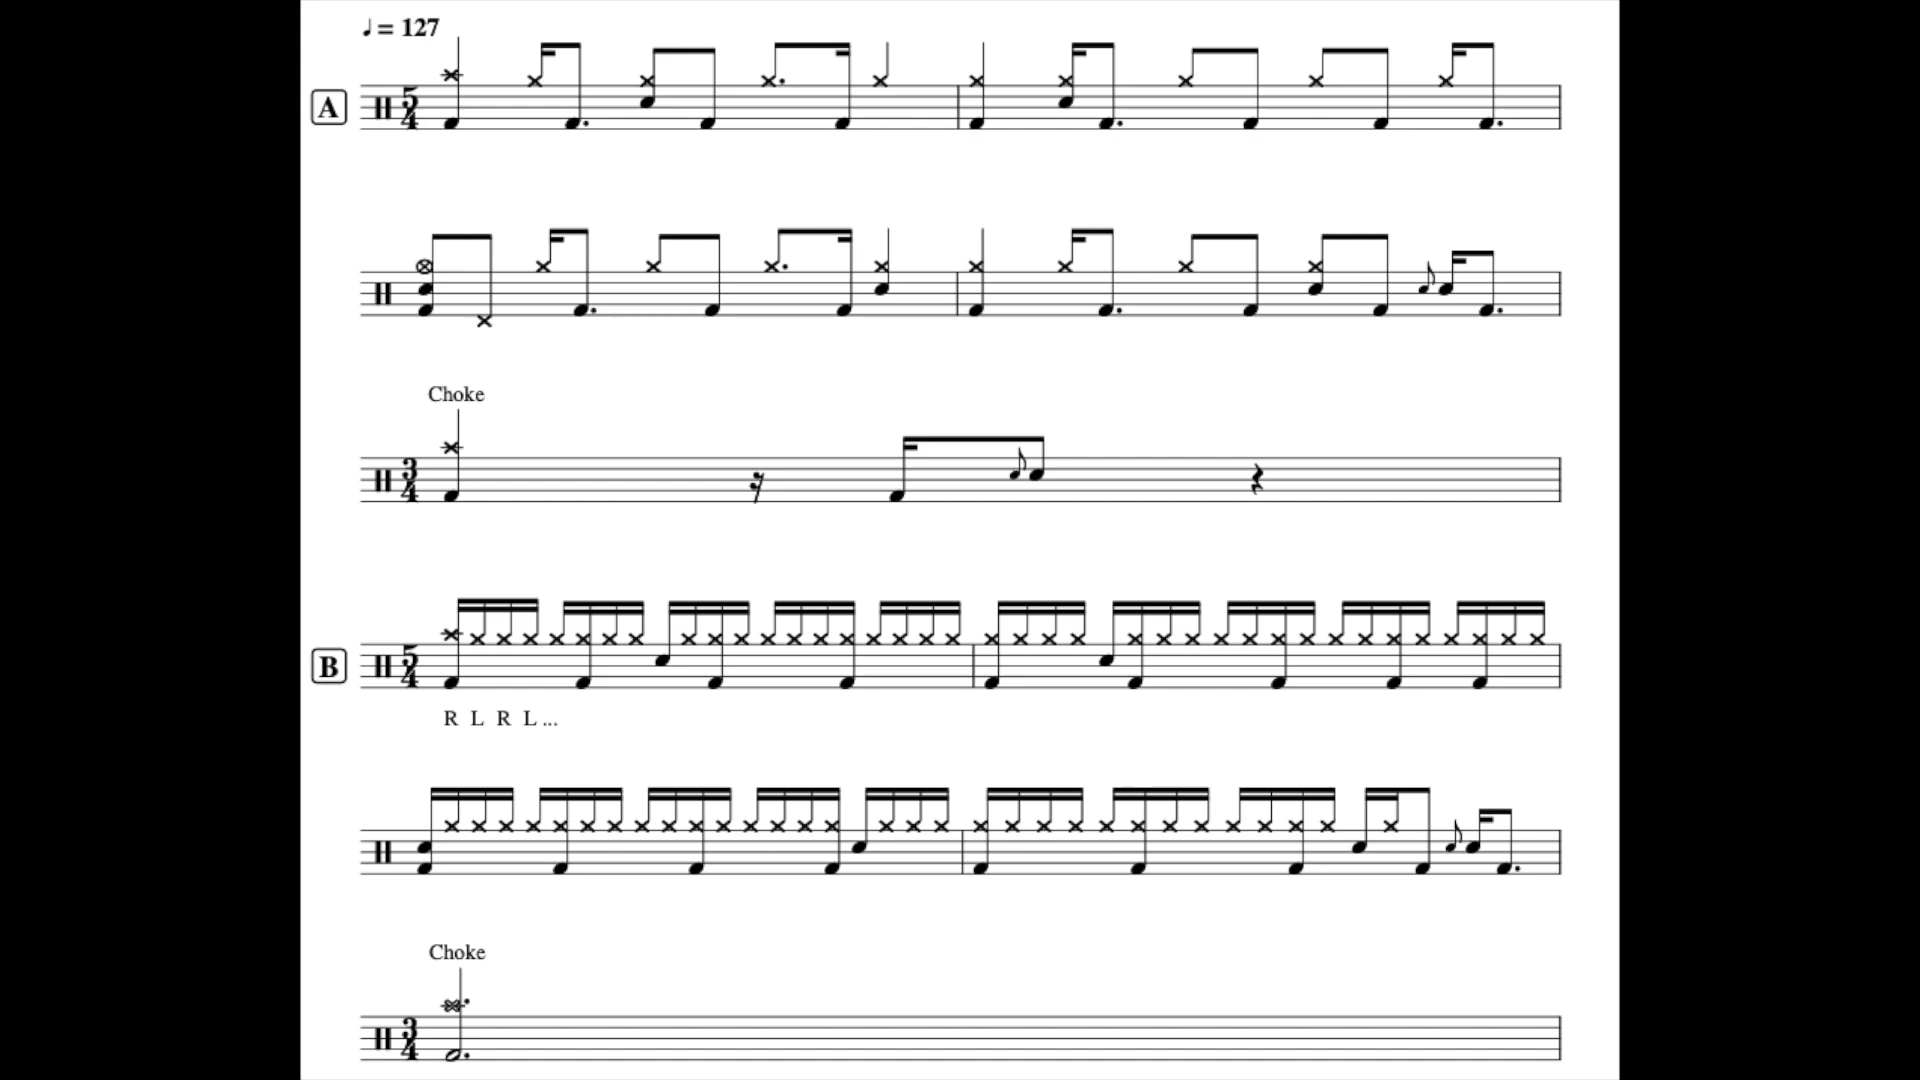 ♩ = 127
A 5/4
Choke
3/4
B 5/4
R L R L ...
Choke
3/4